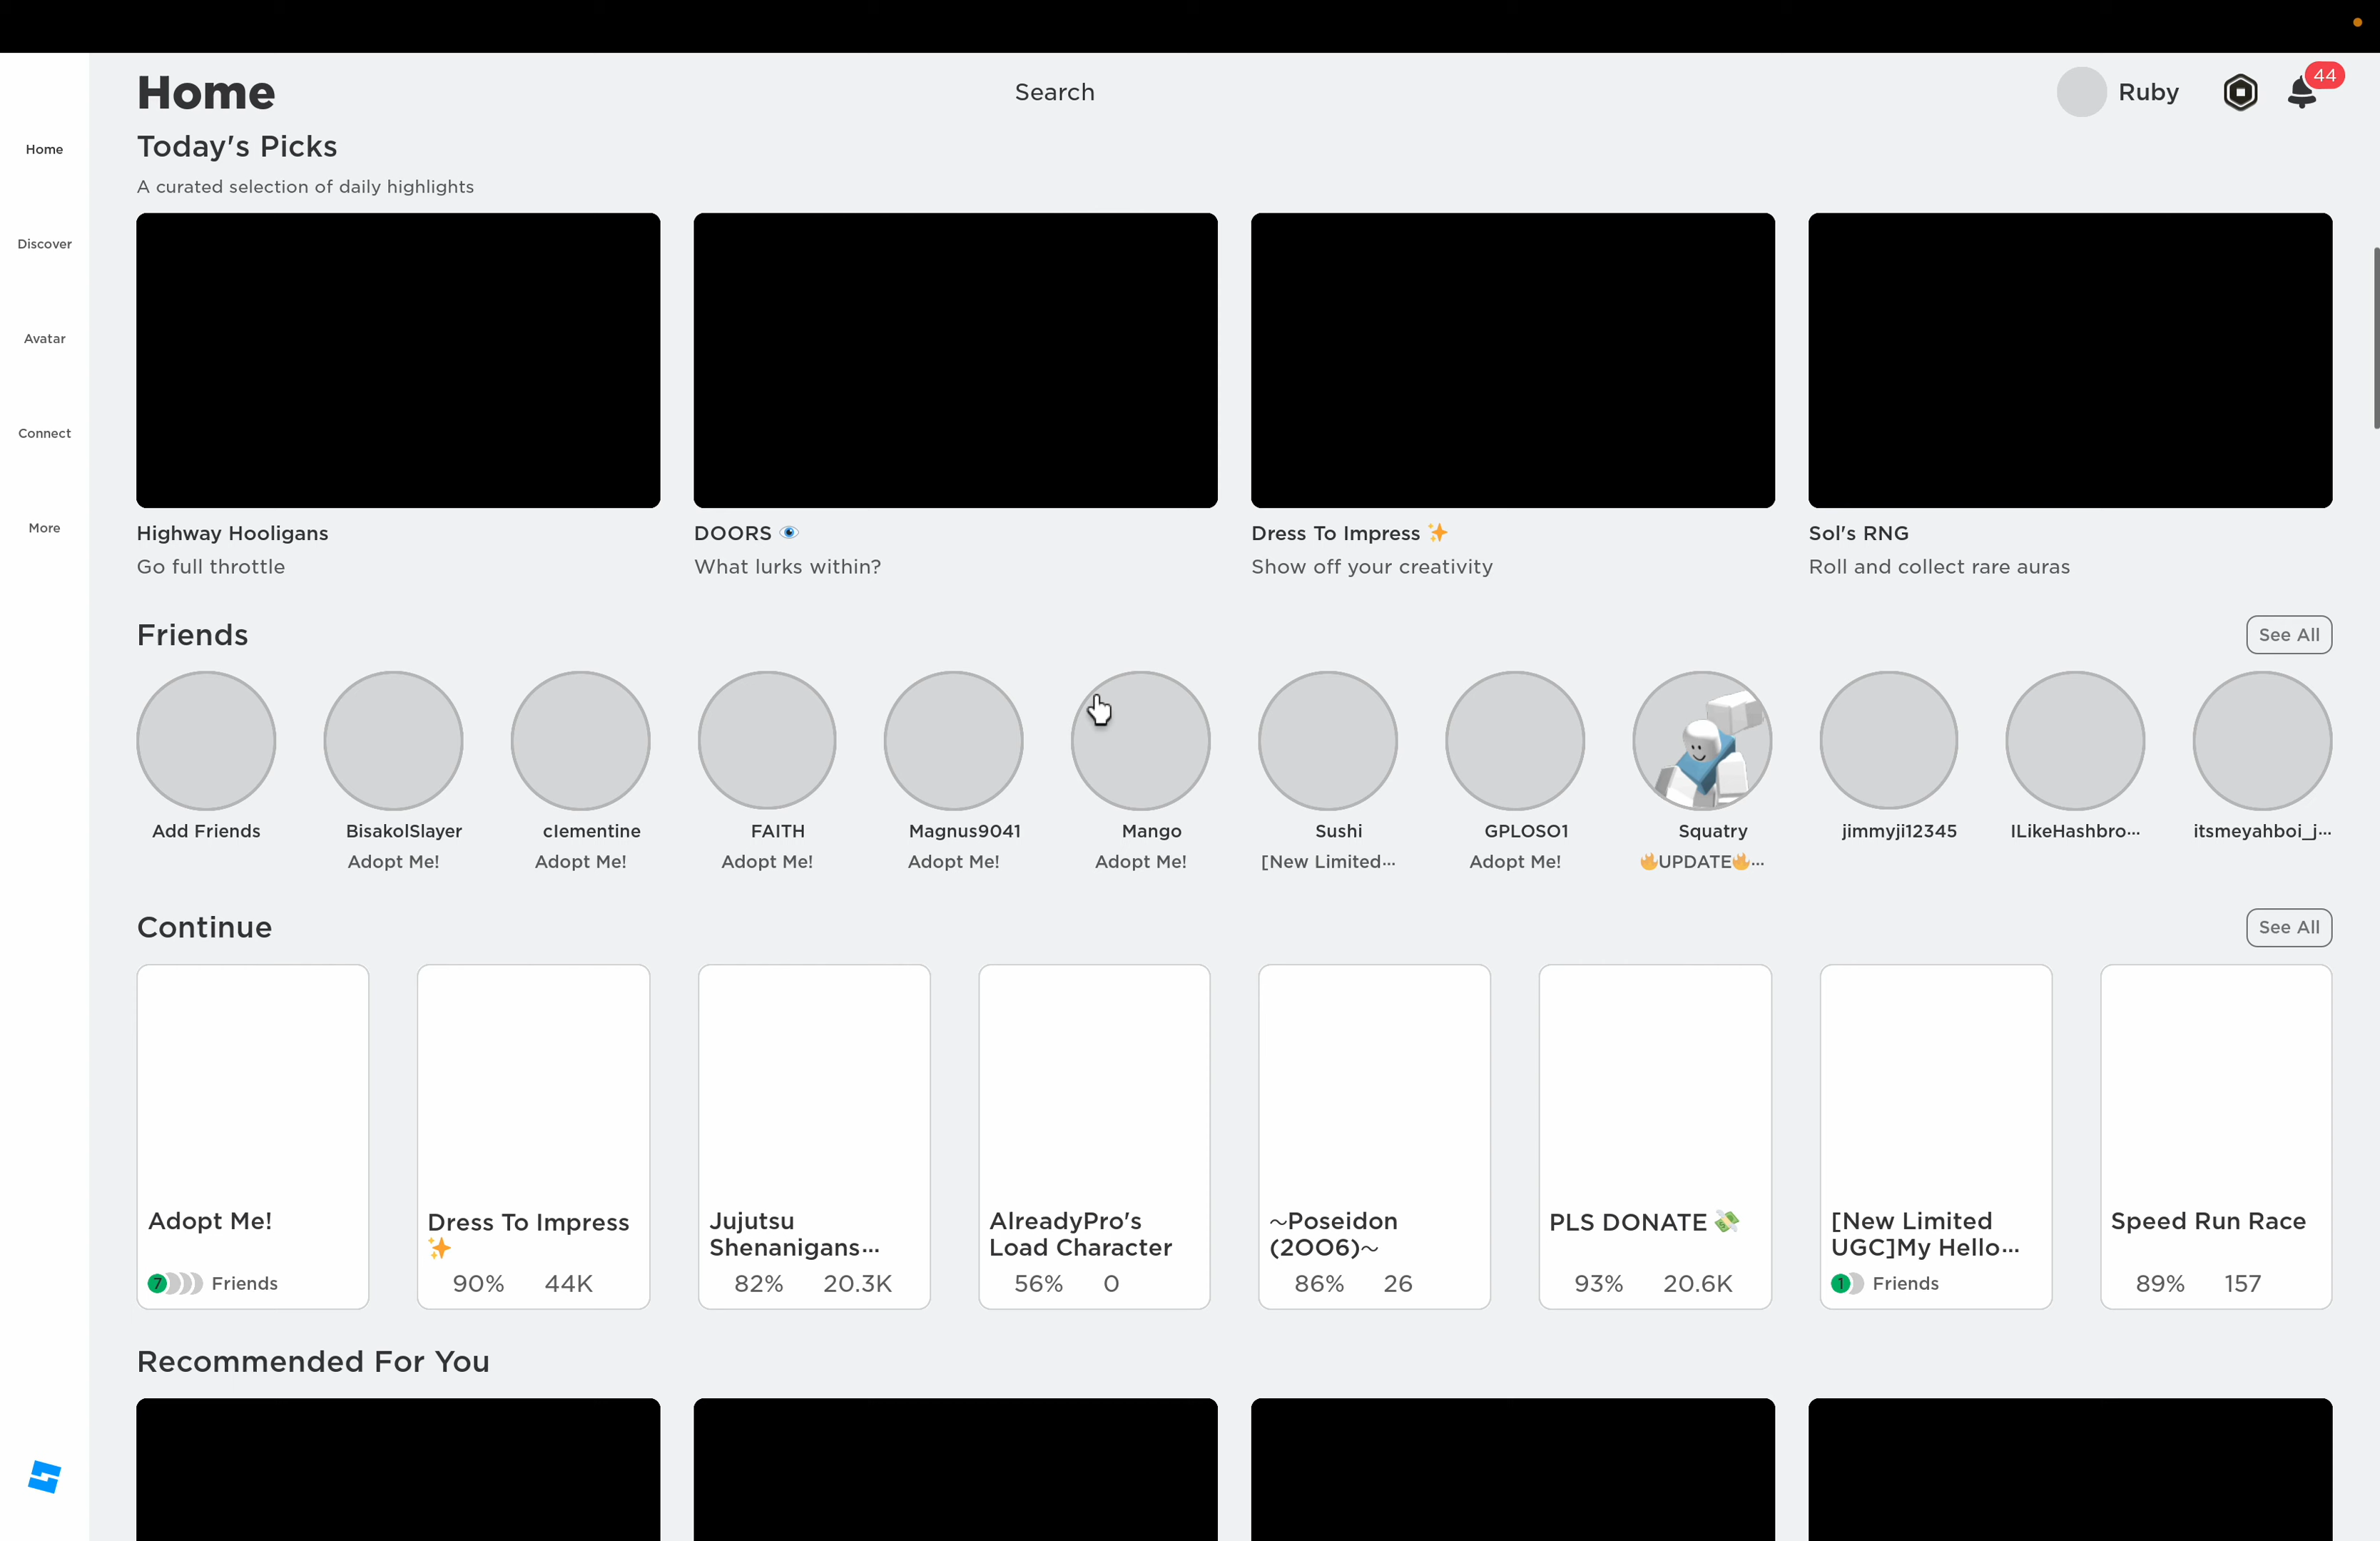 Home
Search
Ruby
44
Today's Picks
A curated selection of daily highlights
Home
Discover
Avatar
Connect
More
Highway Hooligans
Go full throttle
DOORS 👁️
What lurks within?
Dress To Impress ✨
Show off your creativity
Sol's RNG
Roll and collect rare auras
Friends
See All
Add Friends
BisakolSlayer
Adopt Me!
clementine
Adopt Me!
FAITH
Adopt Me!
Magnus9041
Adopt Me!
Mango
Adopt Me!
Sushi
[New Limited...
GPLOSO1
Adopt Me!
Squatry
🔥UPDATE🔥...
jimmyji12345
ILikeHashbro...
itsmeyahboi_j...
Continue
See All
Adopt Me!
7
Friends
Dress To Impress
✨
90% 44K
Jujutsu
Shenanigans...
82% 20.3K
AlreadyPro's
Load Character
56% 0
~Poseidon
(2006)~
86% 26
PLS DONATE 💸
93% 20.6K
[New Limited
UGC]My Hello...
1
Friends
Speed Run Race
89% 157
Recommended For You